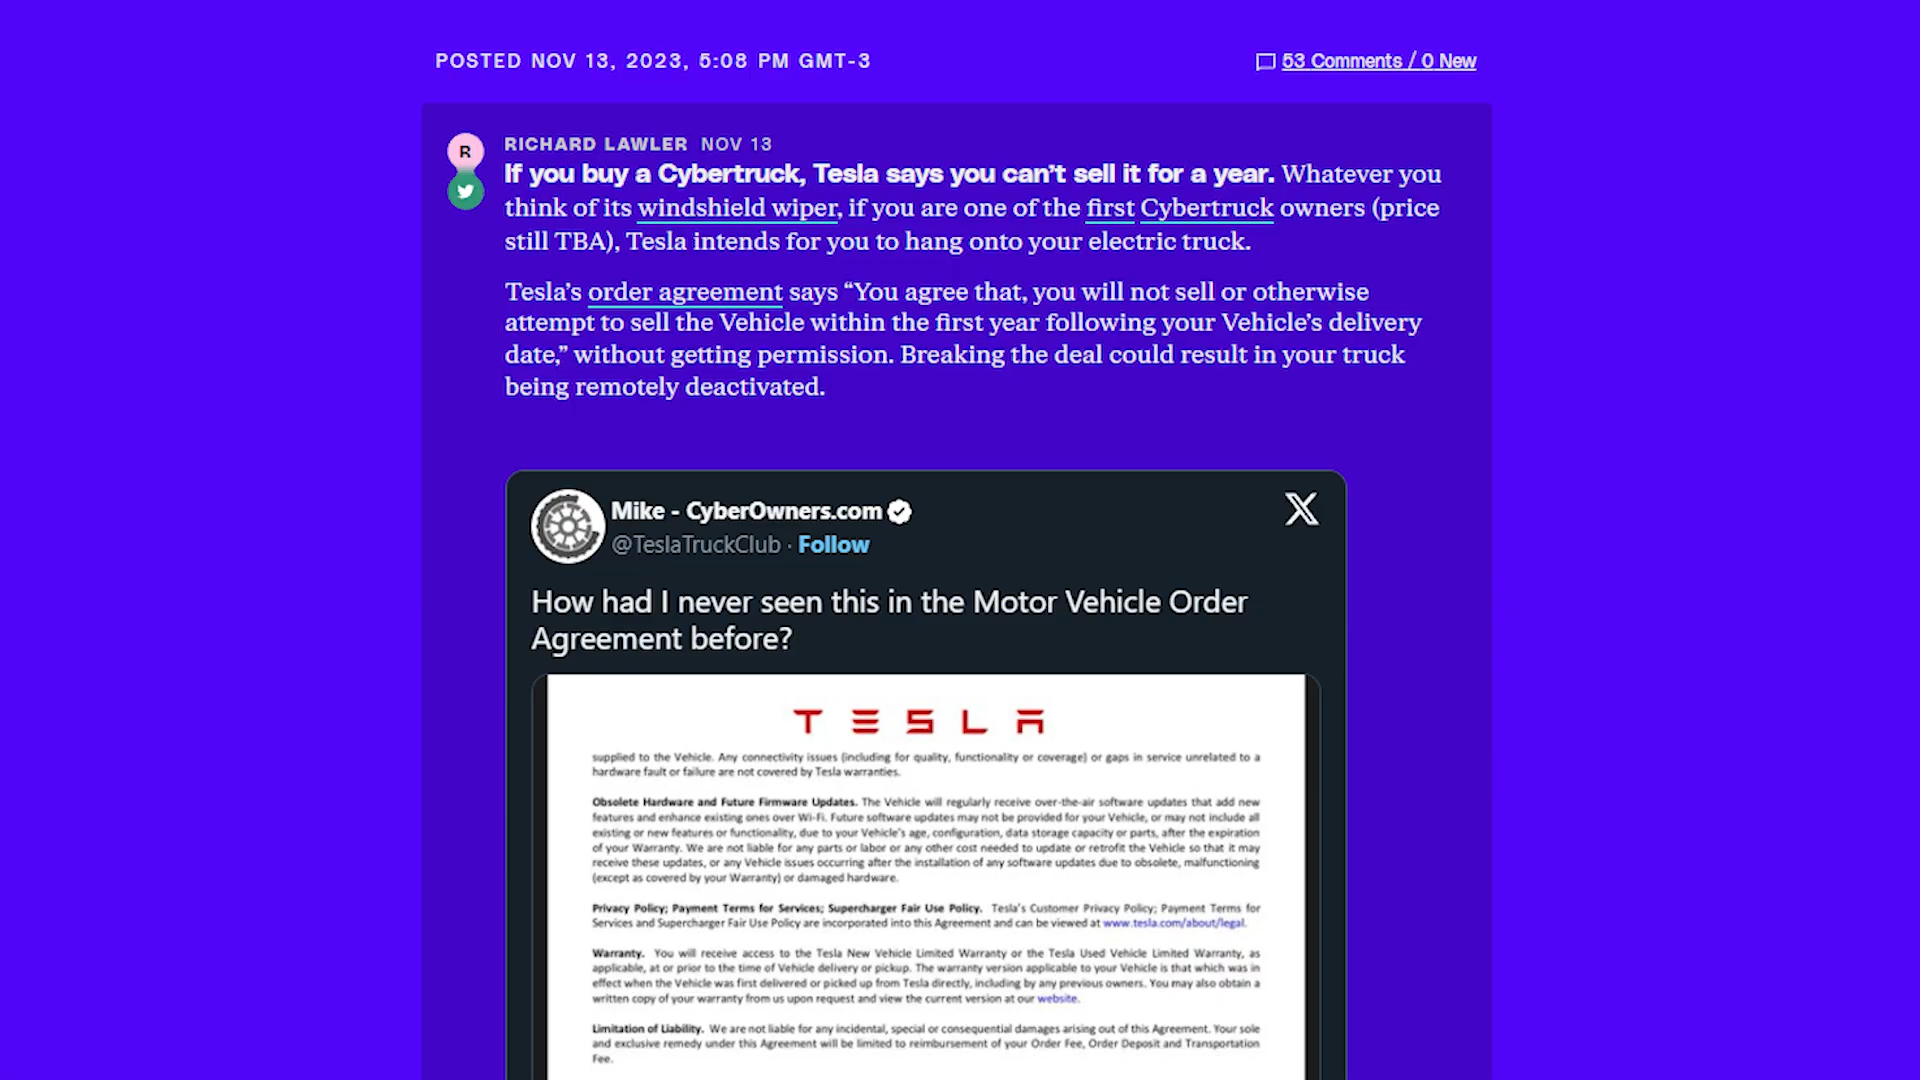 POSTED NOV 13, 2023, 5:08 PM GMT-3
53 Comments / 0 New
R
RICHARD LAWLER NOV 13
If you buy a Cybertruck, Tesla says you can’t sell it for a year. Whatever you
think of its windshield wiper, if you are one of the first Cybertruck owners (price
still TBA), Tesla intends for you to hang onto your electric truck.
Tesla’s order agreement says “You agree that, you will not sell or otherwise
attempt to sell the Vehicle within the first year following your Vehicle’s delivery
date,” without getting permission. Breaking the deal could result in your truck
being remotely deactivated.
Mike - CyberOwners.com
@TeslaTruckClub · Follow
How had I never seen this in the Motor Vehicle Order
Agreement before?
TESLA
supplied to the Vehicle. Any connectivity issues (including for quality, functionality or coverage) or gaps in service unrelated to a
hardware fault or failure are not covered by Tesla warranties.
Obsolete Hardware and Future Firmware Updates. The Vehicle will regularly receive over-the-air software updates that add new
features and enhance existing ones over Wi-Fi. Future software updates may not be provided for your Vehicle, or may not include all
existing or new features or functionality, due to your Vehicle's age, configuration, data storage capacity or parts, after the expiration
of your Warranty. We are not liable for any parts or labor or any other cost needed to update or retrofit the Vehicle so that it may
receive these updates, or any Vehicle issues occurring after the installation of any software updates due to obsolete, malfunctioning
(except as covered by your Warranty) or damaged hardware.
Privacy Policy; Payment Terms for Services; Supercharger Fair Use Policy. Tesla's Customer Privacy Policy; Payment Terms for
Services and Supercharger Fair Use Policy are incorporated into this Agreement and can be viewed at www.tesla.com/about/legal.
Warranty. You will receive access to the Tesla New Vehicle Limited Warranty or the Tesla Used Vehicle Limited Warranty, as
applicable, at or prior to the time of Vehicle delivery or pickup. The warranty version applicable to your Vehicle is that which was in
effect when the Vehicle was first delivered or picked up from Tesla directly, including by any previous owners. You may also obtain a
written copy of your warranty from us upon request and view the current version at our website.
Limitation of Liability. We are not liable for any incidental, special or consequential damages arising out of this Agreement. Your sole
and exclusive remedy under this Agreement will be limited to reimbursement of your Order Fee, Order Deposit and Transportation
Fee.